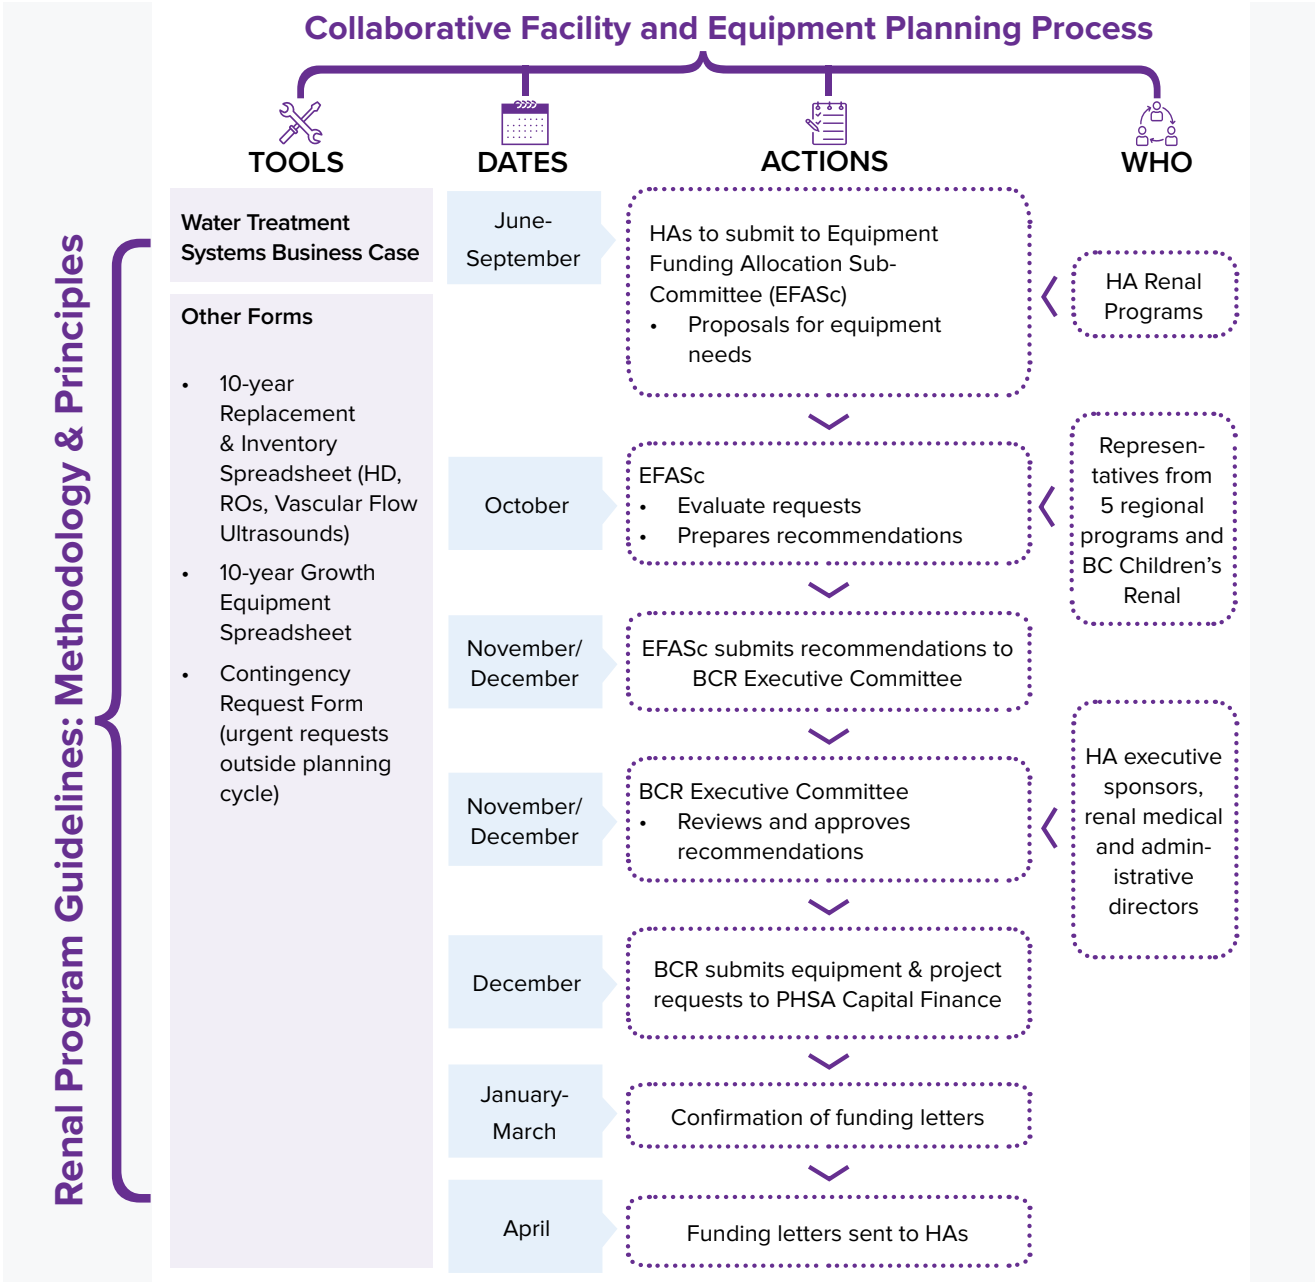 Collaborative Facility and Equipment Planning Process
TOOLS
DATES
ACTIONS
WHO
Renal Program Guidelines: Methodology & Principles
Water Treatment
Systems Business Case
Other Forms
• 10-year
Replacement
& Inventory
Spreadsheet (HD,
ROs, Vascular Flow
Ultrasounds)
• 10-year Growth
Equipment
Spreadsheet
• Contingency
Request Form
(urgent requests
outside planning
cycle)
June-
September
HAs to submit to Equipment
Funding Allocation Sub-
Committee (EFASc)
• Proposals for equipment
needs
HA Renal
Programs
October
EFASc
• Evaluate requests
• Prepares recommendations
Represen-
tatives from
5 regional
programs and
BC Children’s
Renal
November/
December
EFASc submits recommendations to
BCR Executive Committee
November/
December
BCR Executive Committee
• Reviews and approves
recommendations
HA executive
sponsors,
renal medical
and admin-
istrative
directors
December
BCR submits equipment & project
requests to PHSA Capital Finance
January-
March
Confirmation of funding letters
April
Funding letters sent to HAs